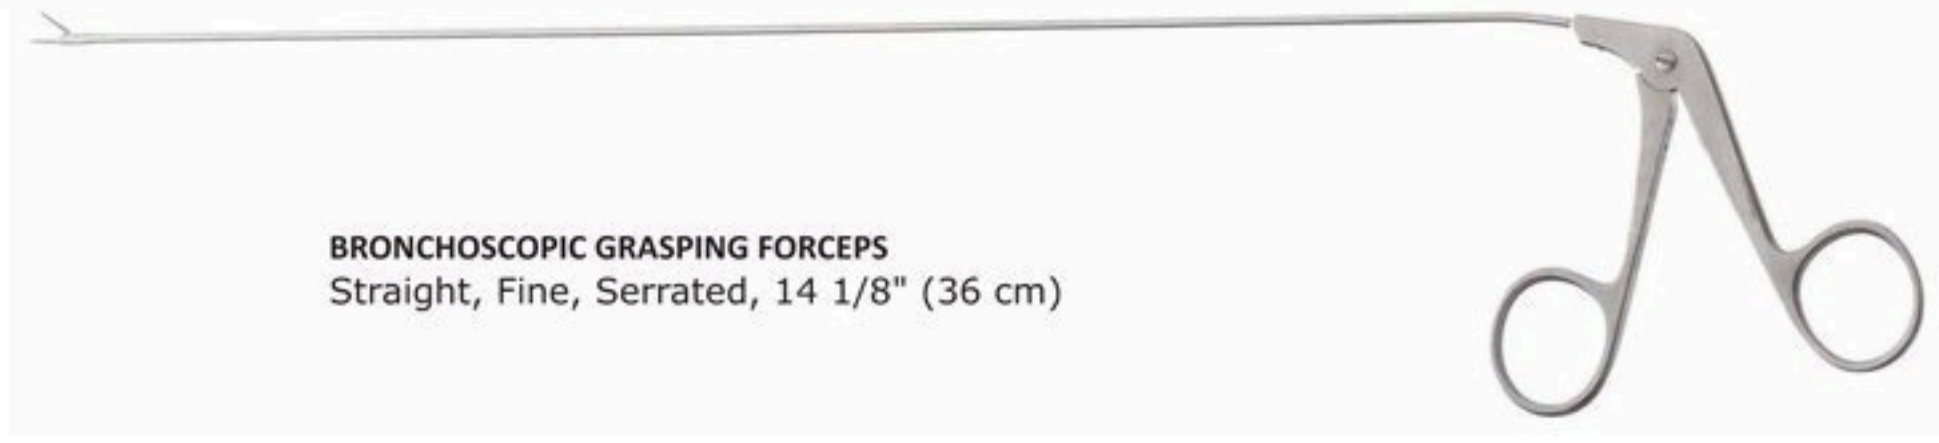 BRONCHOSCOPIC GRASPING FORCEPS
Straight, Fine, Serrated, 14 1/8" (36 cm)